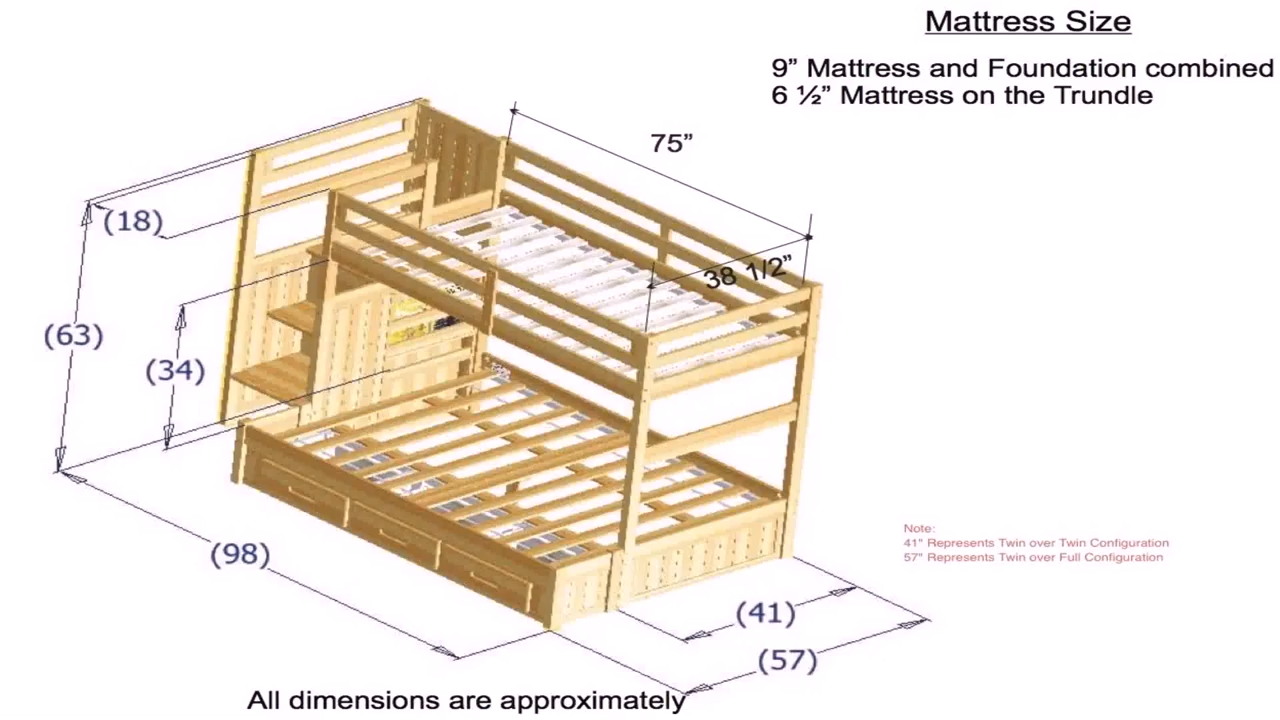 Mattress Size
9” Mattress and Foundation combined
6 ½” Mattress on the Trundle
75”
(18)
38 1/2”
(63)
(34)
Note:
41" Represents Twin over Twin Configuration
57" Represents Twin over Full Configuration
(98)
(41)
(57)
All dimensions are approximately